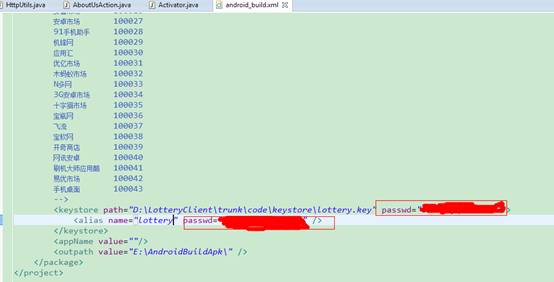 HttpUtils.java AboutUsAction.java Activator.java android_build.xml
安卓市场 100027
91手机助手 100028
机锋网 100029
应用汇 100030
优亿市场 100031
木蚂蚁市场 100032
N多网 100033
3G安卓市场 100034
十字猫市场 100035
宝瓶网 100036
飞流 100037
宝软网 100038
开奇商店 100039
网讯安卓 100040
刷机大师应用酷 100041
易优市场 100042
手机桌面 100043
-->
<keystore path="D:\LotteryClient\trunk\code\keystore\lottery.key" passwd="
<alias name="lottery" passwd= " />
</keystore>
<appName value=""/>
<outpath value="E:\AndroidBuildApk\" />
</package>
</project>